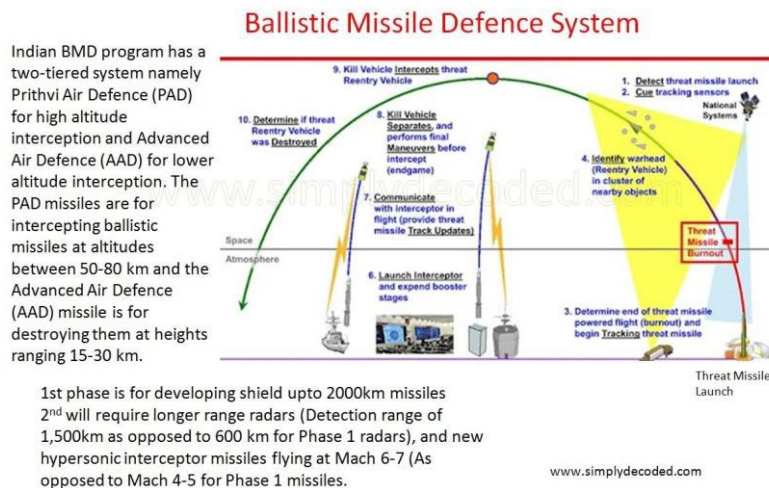 Ballistic Missile Defence System
Indian BMD program has a
two-tiered system namely
Prithvi Air Defence (PAD)
for high altitude
interception and Advanced
Air Defence (AAD) for lower
altitude interception. The
PAD missiles are for
intercepting ballistic
missiles at altitudes
between 50-80 km and the
Advanced Air Defence
(AAD) missile is for
destroying them at heights
ranging 15-30 km.
9. Kill Vehicle Intercepts threat
Reentry Vehicle
1. Detect threat missile launch
2. Cue tracking sensors
National
Systems
10. Determine if threat
Reentry Vehicle
was Destroyed
8. Kill Vehicle
Separates, and
performs final
Maneuvers before
intercept
(endgame)
4. Identify warhead
(Reentry Vehicle)
in cluster of
nearby objects
www.simplydecoded.com
7. Communicate
with interceptor in
flight (provide threat
missile Track Updates)
Threat
Missile
Burnout
Space
Atmosphere
6. Launch Interceptor
and expend booster
stages
3. Determine end of threat missile
powered flight (burnout) and
begin Tracking threat missile
Threat Missile
Launch
1st phase is for developing shield upto 2000km missiles
2nd will require longer range radars (Detection range of
1,500km as opposed to 600 km for Phase 1 radars), and new
hypersonic interceptor missiles flying at Mach 6-7 (As
opposed to Mach 4-5 for Phase 1 missiles.
www.simplydecoded.com